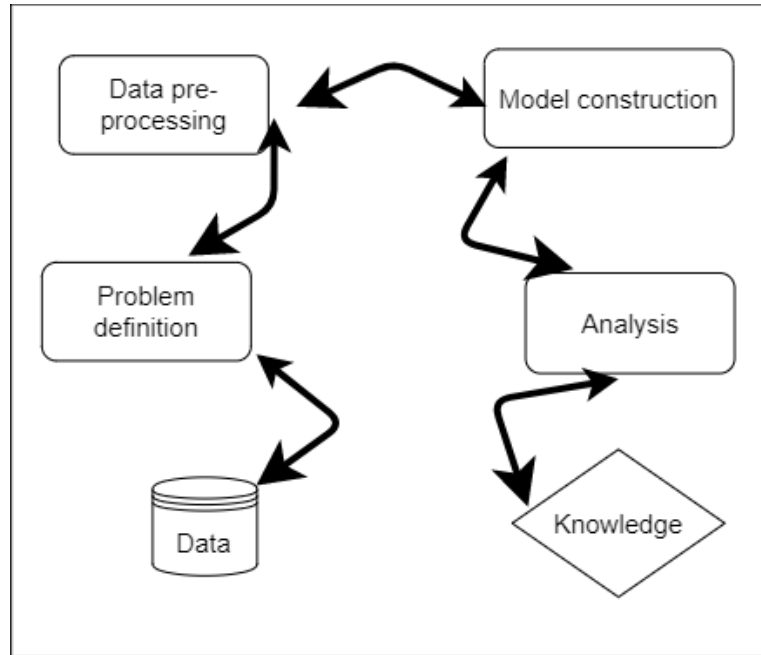 Data pre-
processing
Model construction
Problem
definition
Analysis
Data
Knowledge